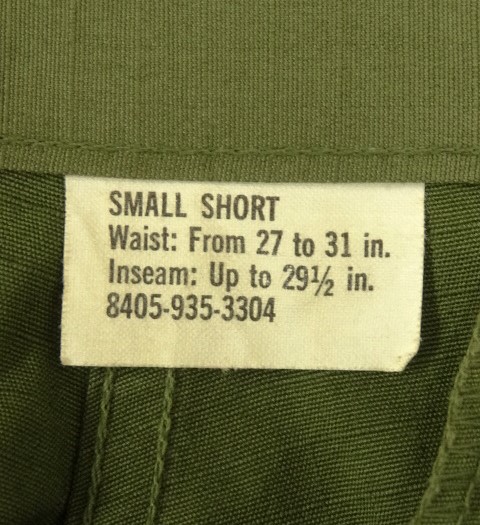 SMALL SHORT
Waist: From 27 to 31 in.
Inseam: Up to 29½ in.
8405-935-3304